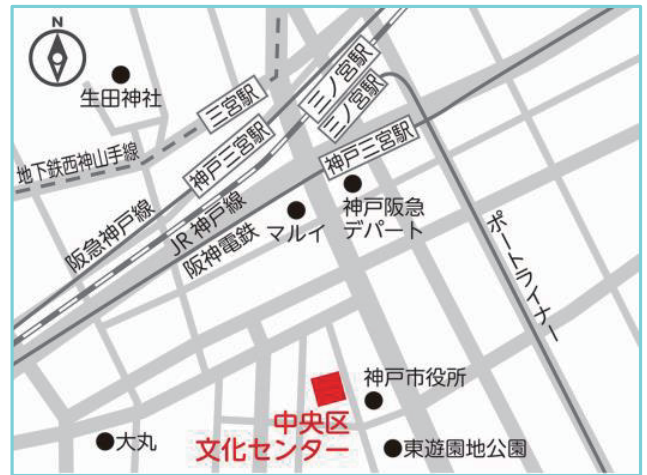 N
生田神社
三宮駅
三ノ宮駅
三ノ宮駅
地下鉄西神山手線
神戸三宮駅
神戸三宮駅
阪急神戸線
JR神戸線
阪神電鉄
マルイ
神戸阪急
デパート
ポートライナー
神戸市役所
中央区
文化センター
大丸
東遊園地公園